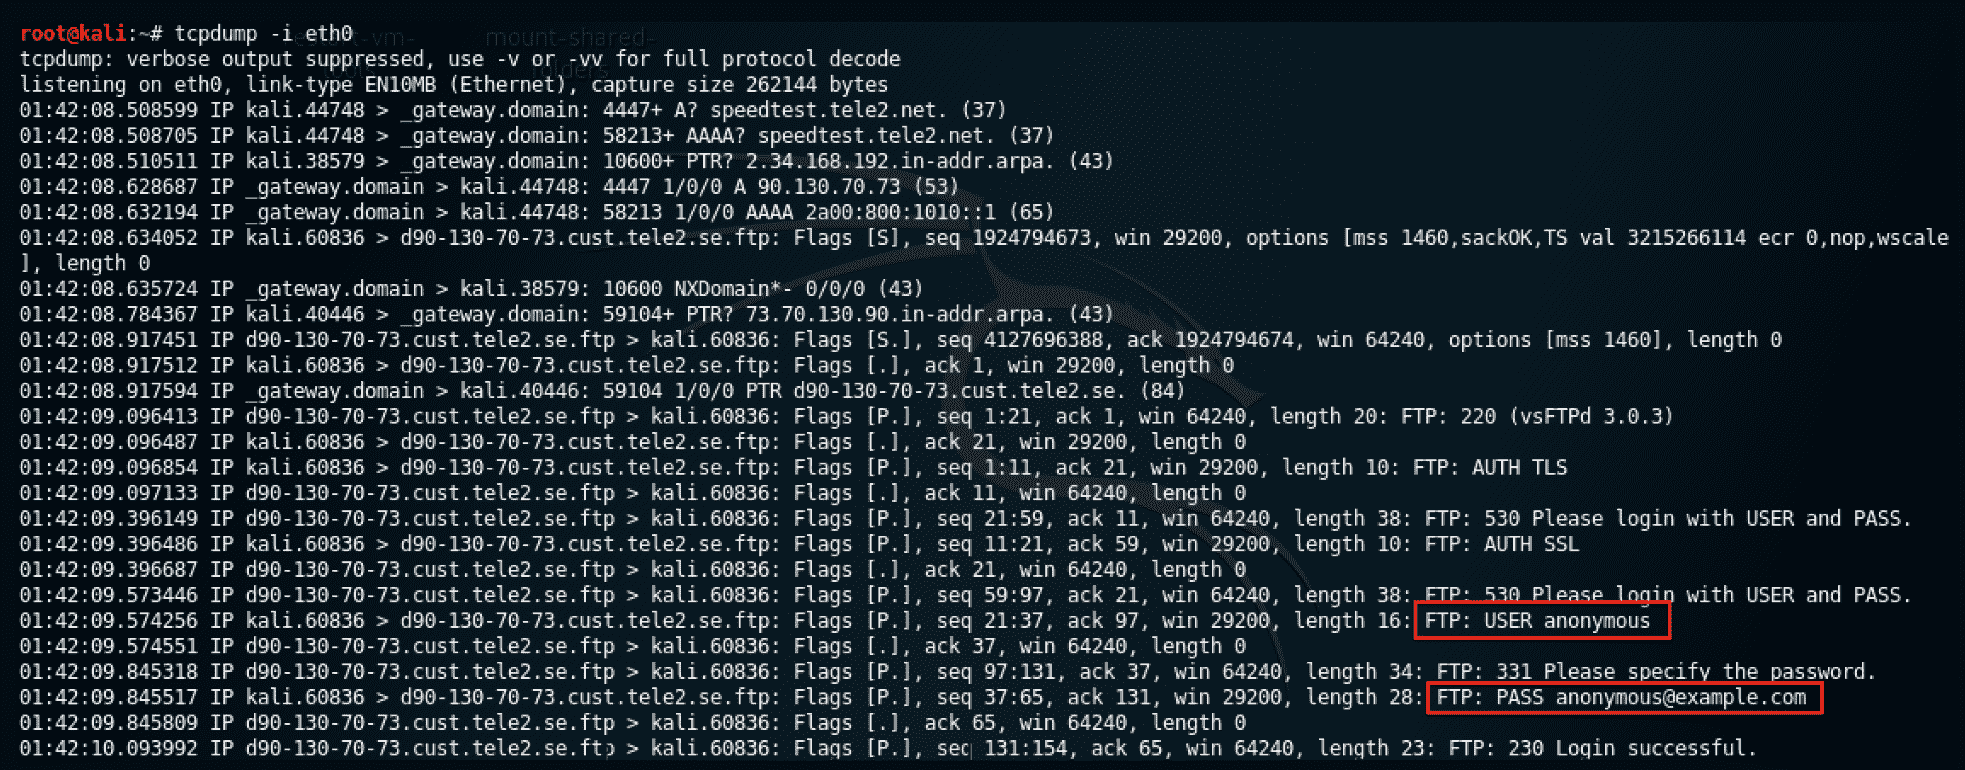 root@kali:~# tcpdump -i eth0
tcpdump: verbose output suppressed, use -v or -vv for full protocol decode
listening on eth0, link-type EN10MB (Ethernet), capture size 262144 bytes
01:42:08.508599 IP kali.44748 > _gateway.domain: 4447+ A? speedtest.tele2.net. (37)
01:42:08.508705 IP kali.44748 > _gateway.domain: 58213+ AAAA? speedtest.tele2.net. (37)
01:42:08.510511 IP kali.38579 > _gateway.domain: 10600+ PTR? 2.34.168.192.in-addr.arpa. (43)
01:42:08.628687 IP _gateway.domain > kali.44748: 4447 1/0/0 A 90.130.70.73 (53)
01:42:08.632194 IP _gateway.domain > kali.44748: 58213 1/0/0 AAAA 2a00:800:1010::1 (65)
01:42:08.634052 IP kali.60836 > d90-130-70-73.cust.tele2.se.ftp: Flags [S], seq 1924794673, win 29200, options [mss 1460,sackOK,TS val 3215266114 ecr 0,nop,wscale
], length 0
01:42:08.635724 IP _gateway.domain > kali.38579: 10600 NXDomain*- 0/0/0 (43)
01:42:08.784367 IP kali.40446 > _gateway.domain: 59104+ PTR? 73.70.130.90.in-addr.arpa. (43)
01:42:08.917451 IP d90-130-70-73.cust.tele2.se.ftp > kali.60836: Flags [S.], seq 4127696388, ack 1924794674, win 64240, options [mss 1460], length 0
01:42:08.917512 IP kali.60836 > d90-130-70-73.cust.tele2.se.ftp: Flags [.], ack 1, win 29200, length 0
01:42:08.917594 IP _gateway.domain > kali.40446: 59104 1/0/0 PTR d90-130-70-73.cust.tele2.se. (84)
01:42:09.096413 IP d90-130-70-73.cust.tele2.se.ftp > kali.60836: Flags [P.], seq 1:21, ack 1, win 64240, length 20: FTP: 220 (vsFTPd 3.0.3)
01:42:09.096487 IP kali.60836 > d90-130-70-73.cust.tele2.se.ftp: Flags [.], ack 21, win 29200, length 0
01:42:09.096854 IP kali.60836 > d90-130-70-73.cust.tele2.se.ftp: Flags [P.], seq 1:11, ack 21, win 29200, length 10: FTP: AUTH TLS
01:42:09.097133 IP d90-130-70-73.cust.tele2.se.ftp > kali.60836: Flags [.], ack 11, win 64240, length 0
01:42:09.396149 IP d90-130-70-73.cust.tele2.se.ftp > kali.60836: Flags [P.], seq 21:59, ack 11, win 64240, length 38: FTP: 530 Please login with USER and PASS.
01:42:09.396486 IP kali.60836 > d90-130-70-73.cust.tele2.se.ftp: Flags [P.], seq 11:21, ack 59, win 29200, length 10: FTP: AUTH SSL
01:42:09.396687 IP d90-130-70-73.cust.tele2.se.ftp > kali.60836: Flags [.], ack 21, win 64240, length 0
01:42:09.573446 IP d90-130-70-73.cust.tele2.se.ftp > kali.60836: Flags [P.], seq 59:97, ack 21, win 64240, length 38: FTP: 530 Please login with USER and PASS.
01:42:09.574256 IP kali.60836 > d90-130-70-73.cust.tele2.se.ftp: Flags [P.], seq 21:37, ack 97, win 29200, length 16: FTP: USER anonymous
01:42:09.574551 IP d90-130-70-73.cust.tele2.se.ftp > kali.60836: Flags [.], ack 37, win 64240, length 0
01:42:09.845318 IP d90-130-70-73.cust.tele2.se.ftp > kali.60836: Flags [P.], seq 97:131, ack 37, win 64240, length 34: FTP: 331 Please specify the password.
01:42:09.845517 IP kali.60836 > d90-130-70-73.cust.tele2.se.ftp: Flags [P.], seq 37:65, ack 131, win 29200, length 28: FTP: PASS anonymous@example.com
01:42:09.845809 IP d90-130-70-73.cust.tele2.se.ftp > kali.60836: Flags [.], ack 65, win 64240, length 0
01:42:10.093992 IP d90-130-70-73.cust.tele2.se.ftp > kali.60836: Flags [P.], seq 131:154, ack 65, win 64240, length 23: FTP: 230 Login successful.